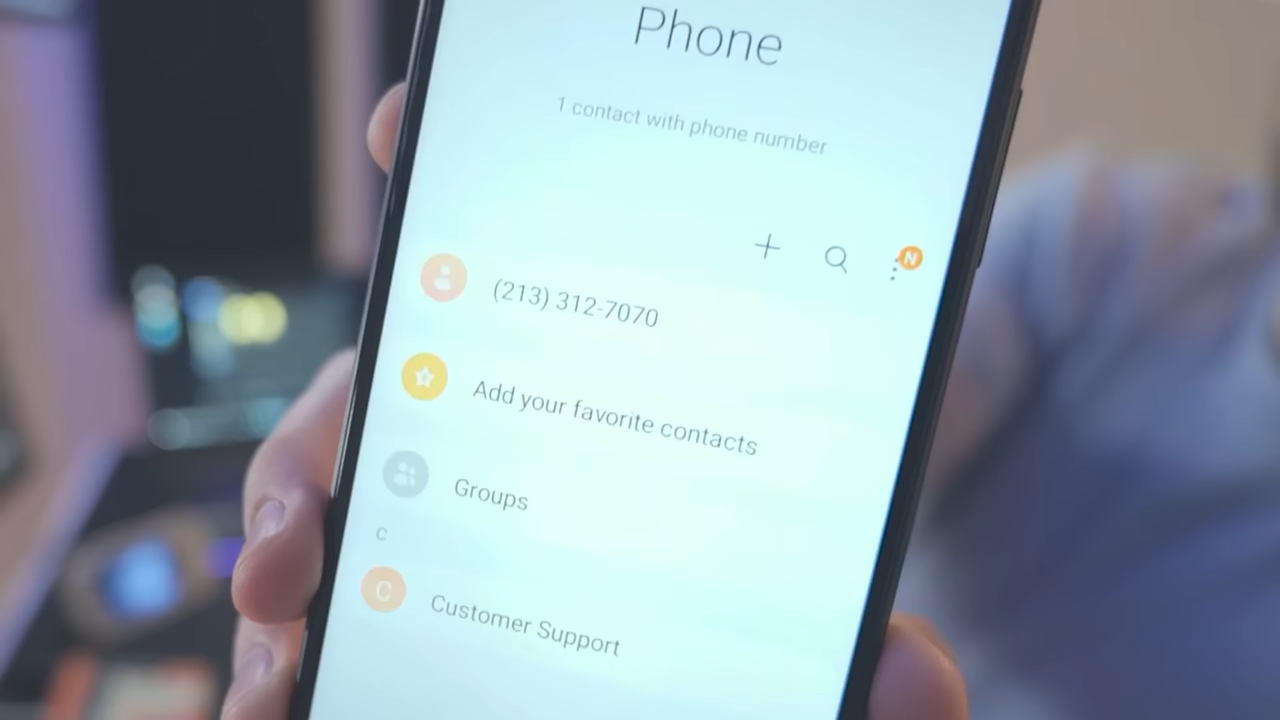 Phone
1 contact with phone number
N
(213) 312-7070
Add your favorite contacts
Groups
C
C
Customer Support